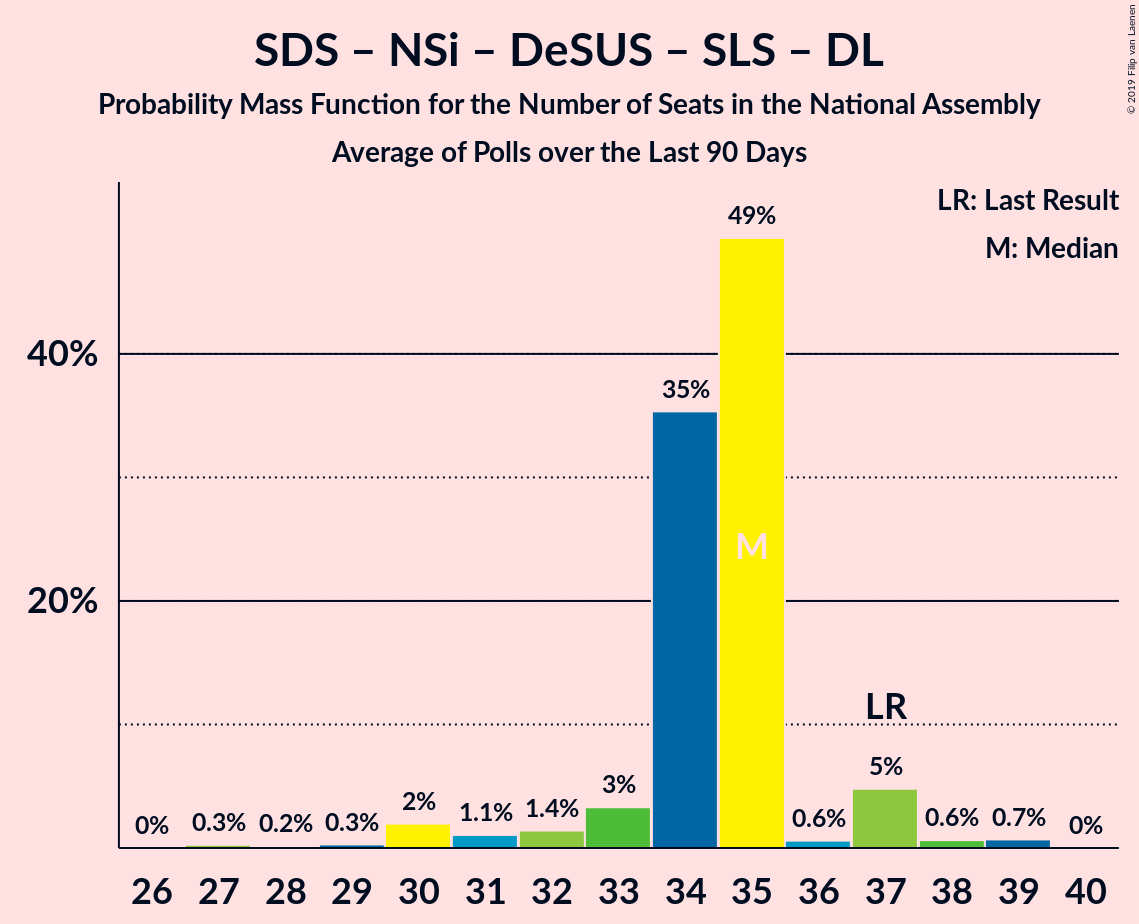 SDS – NSi – DeSUS – SLS – DL
Probability Mass Function for the Number of Seats in the National Assembly
Average of Polls over the Last 90 Days
© 2019 Filip van Laenen
LR: Last Result
M: Median
40%
20%
0%
0.3%
0.2%
0.3%
2%
1.1%
1.4%
3%
35%
49%
M
0.6%
LR
5%
0.6%
0.7%
0%
26 27 28 29 30 31 32 33 34 35 36 37 38 39 40